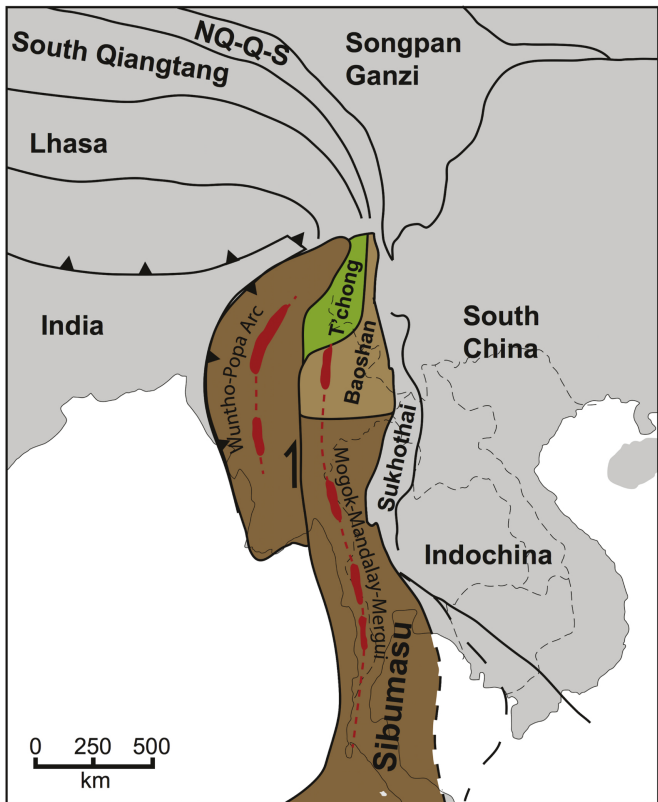 NQ-Q-S
South Qiangtang
Songpan
Ganzi
Lhasa
India
Wuntho-Popa Arc
T'chong
Baoshan
South
China
Sukhothai
Mogok-Mandalay-Mergui
Indochina
Sibumasu
0 250 500
km